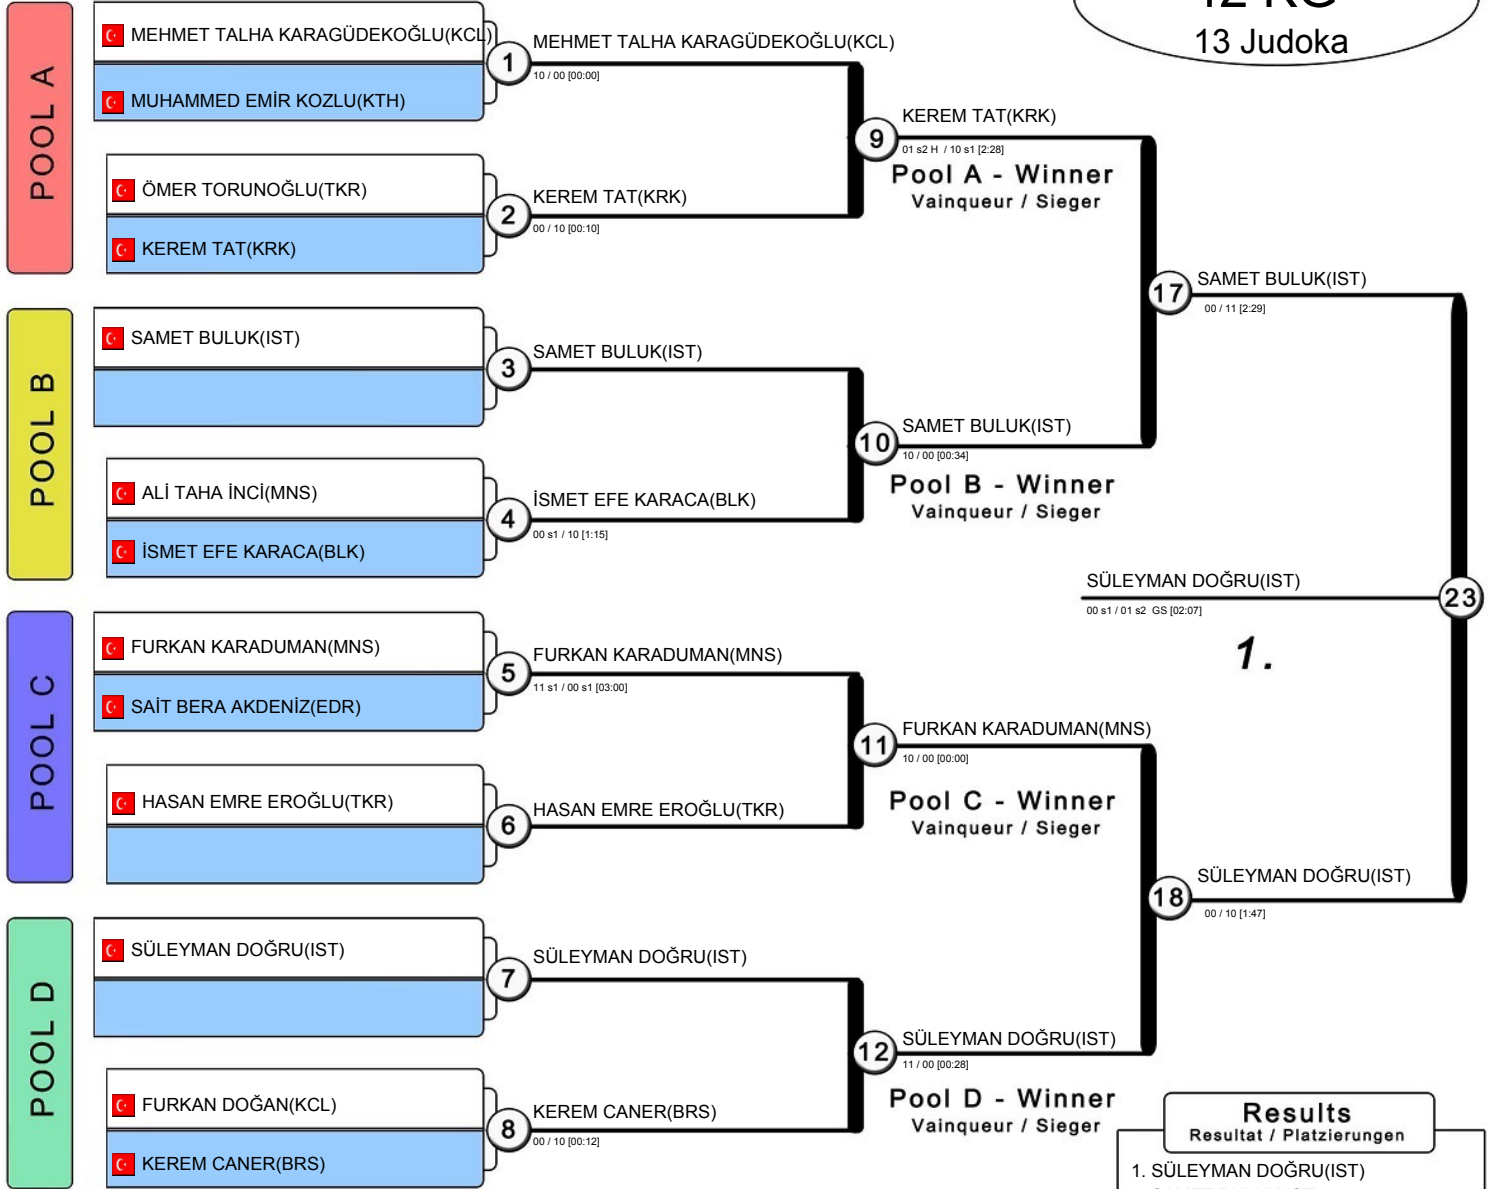 42 KG
13 Judoka
POOL A
MEHMET TALHA KARAGÜDEKOĞLU(KCL)
MUHAMMED EMİR KOZLU(KTH)
1
MEHMET TALHA KARAGÜDEKOĞLU(KCL)
10 / 00 [00:00]
ÖMER TORUNOĞLU(TKR)
KEREM TAT(KRK)
2
KEREM TAT(KRK)
00 / 10 [00:10]
9
KEREM TAT(KRK)
01 s2 H / 10 s1 [2:28]
Pool A - Winner
Vainqueur / Sieger
POOL B
SAMET BULUK(IST)
3
SAMET BULUK(IST)
ALİ TAHA İNCİ(MNS)
İSMET EFE KARACA(BLK)
4
İSMET EFE KARACA(BLK)
00 s1 / 10 [1:15]
10
SAMET BULUK(IST)
10 / 00 [00:34]
Pool B - Winner
Vainqueur / Sieger
17
SAMET BULUK(IST)
00 / 11 [2:29]
POOL C
FURKAN KARADUMAN(MNS)
SAİT BERA AKDENİZ(EDR)
5
FURKAN KARADUMAN(MNS)
11 s1 / 00 s1 [03:00]
HASAN EMRE EROĞLU(TKR)
6
HASAN EMRE EROĞLU(TKR)
11
FURKAN KARADUMAN(MNS)
10 / 00 [00:00]
Pool C - Winner
Vainqueur / Sieger
POOL D
SÜLEYMAN DOĞRU(IST)
7
SÜLEYMAN DOĞRU(IST)
FURKAN DOĞAN(KCL)
KEREM CANER(BRS)
8
KEREM CANER(BRS)
00 / 10 [00:12]
12
SÜLEYMAN DOĞRU(IST)
11 / 00 [00:28]
Pool D - Winner
Vainqueur / Sieger
18
SÜLEYMAN DOĞRU(IST)
00 / 10 [1:47]
SÜLEYMAN DOĞRU(IST)
23
00 s1 / 01 s2 GS [02:07]
1.
Results
Resultat / Platzierungen
1. SÜLEYMAN DOĞRU(IST)